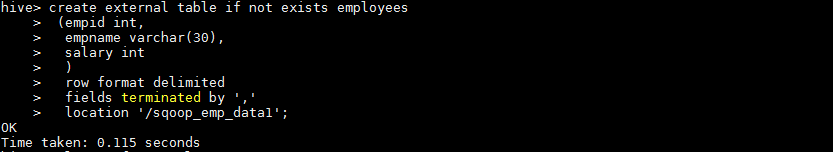 hive> create external table if not exists employees
    >  (empid int,
    >   empname varchar(30),
    >   salary int
    >   )
    >   row format delimited
    >   fields terminated by ','
    >   location '/sqoop_emp_data1';
OK
Time taken: 0.115 seconds